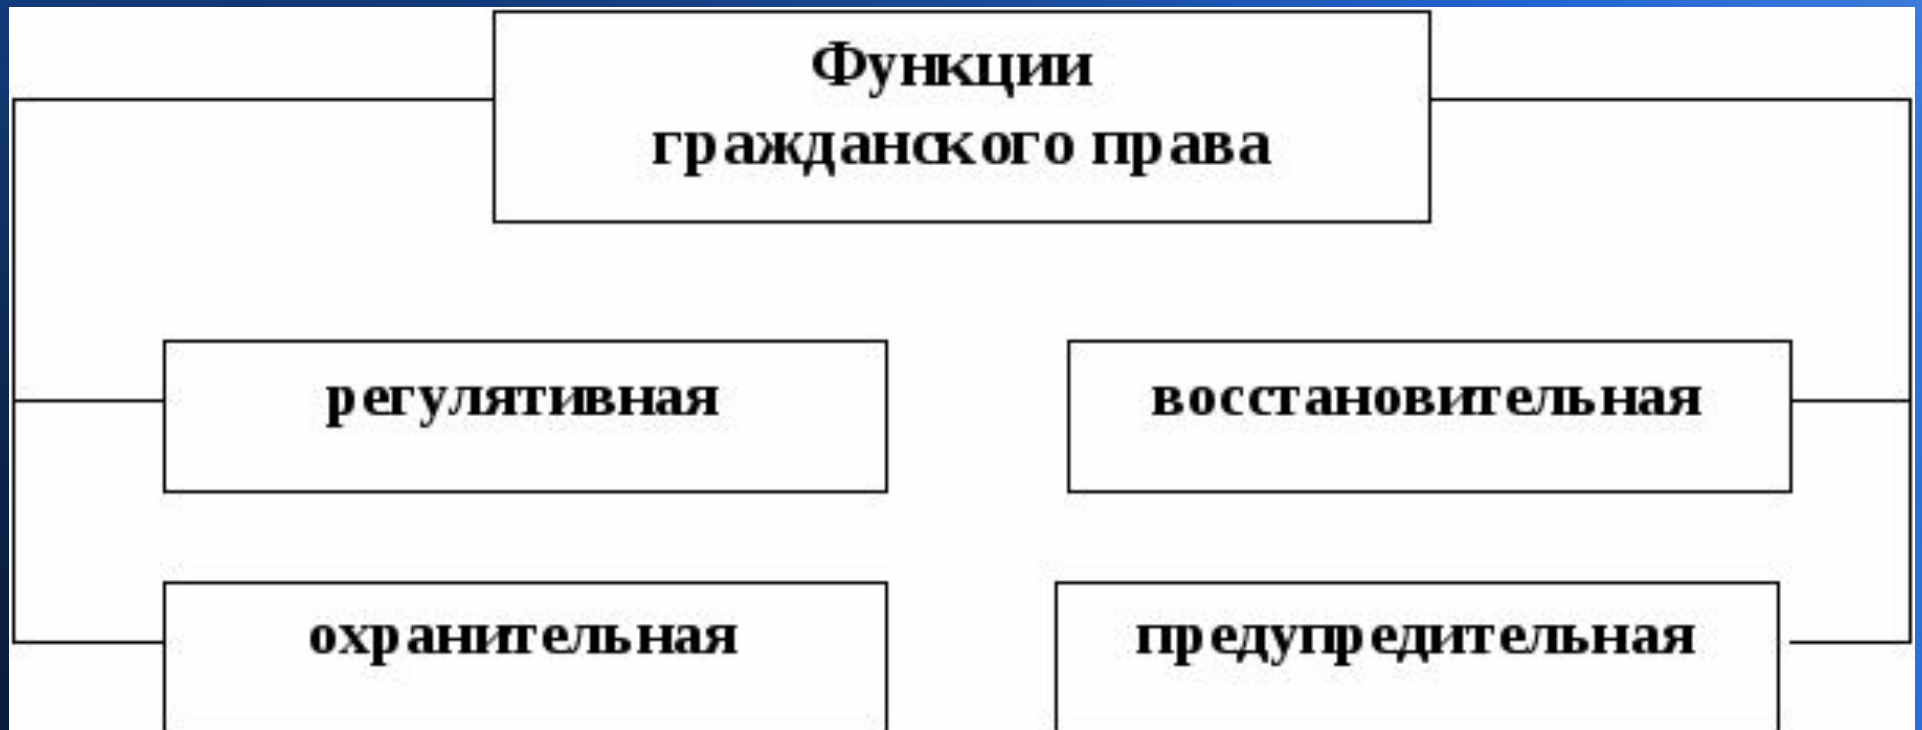 Функции
гражданского права
регулятивная
восстановительная
охранительная
предупредительная